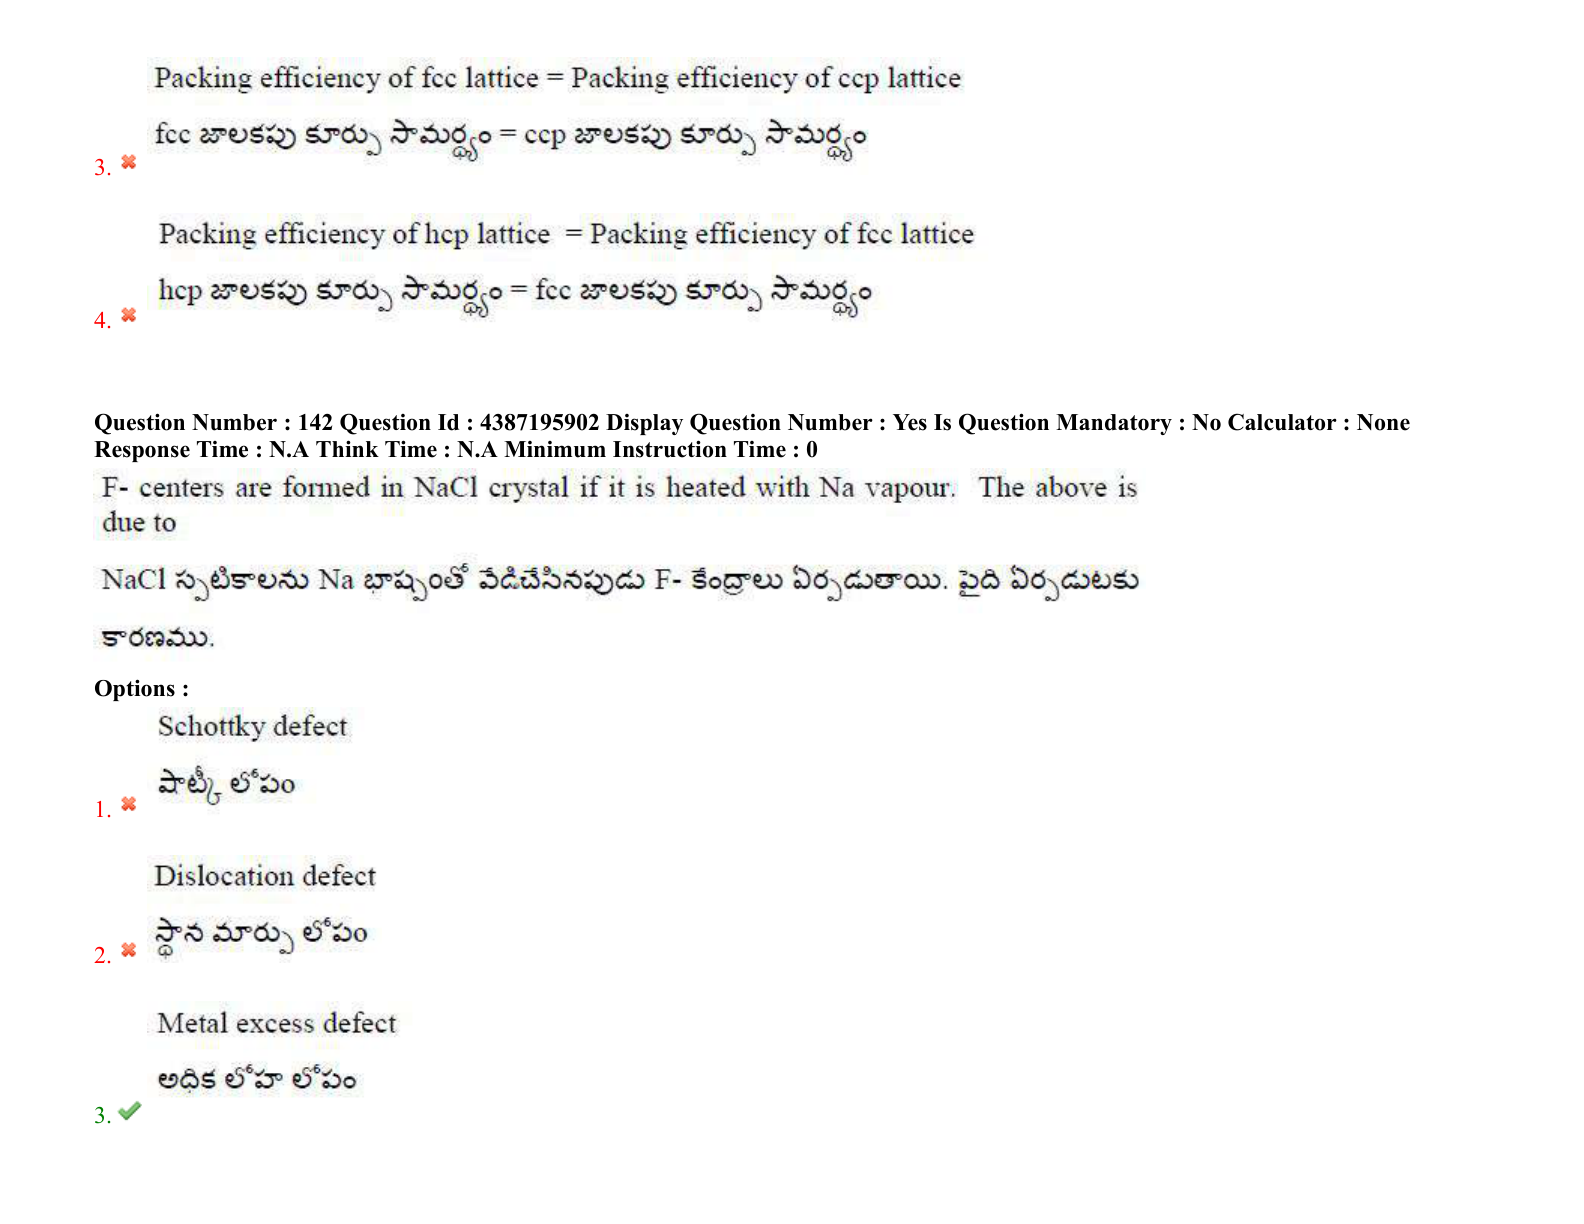 Packing efficiency of fcc lattice = Packing efficiency of ccp lattice
fcc జాలకపు కూర్పు సామర్థ్యం = ccp జాలకపు కూర్పు సామర్థ్యం
3.
Packing efficiency of hcp lattice = Packing efficiency of fcc lattice
hcp జాలకపు కూర్పు సామర్థ్యం = fcc జాలకపు కూర్పు సామర్థ్యం
4.
Question Number : 142 Question Id : 4387195902 Display Question Number : Yes Is Question Mandatory : No Calculator : None
Response Time : N.A Think Time : N.A Minimum Instruction Time : 0
F- centers are formed in NaCl crystal if it is heated with Na vapour. The above is
due to
NaCl స్పటికాలను Na భాష్పంతో వేడిచేసినపుడు F- కేంద్రాలు ఏర్పడుతాయి. పైది ఏర్పడుటకు
కారణము.
Options :
Schottky defect
షాట్కీ లోపం
1.
Dislocation defect
స్థాన మార్పు లోపం
2.
Metal excess defect
అధిక లోహ లోపం
3.